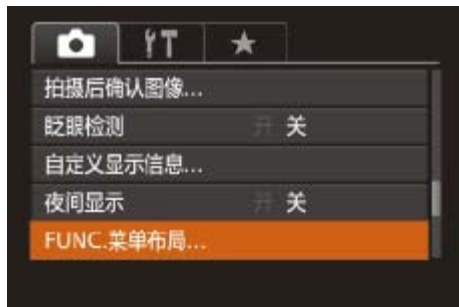 拍摄后确认图像...
眨眼检测 开 关
自定义显示信息...
夜间显示 开 关
FUNC.菜单布局...